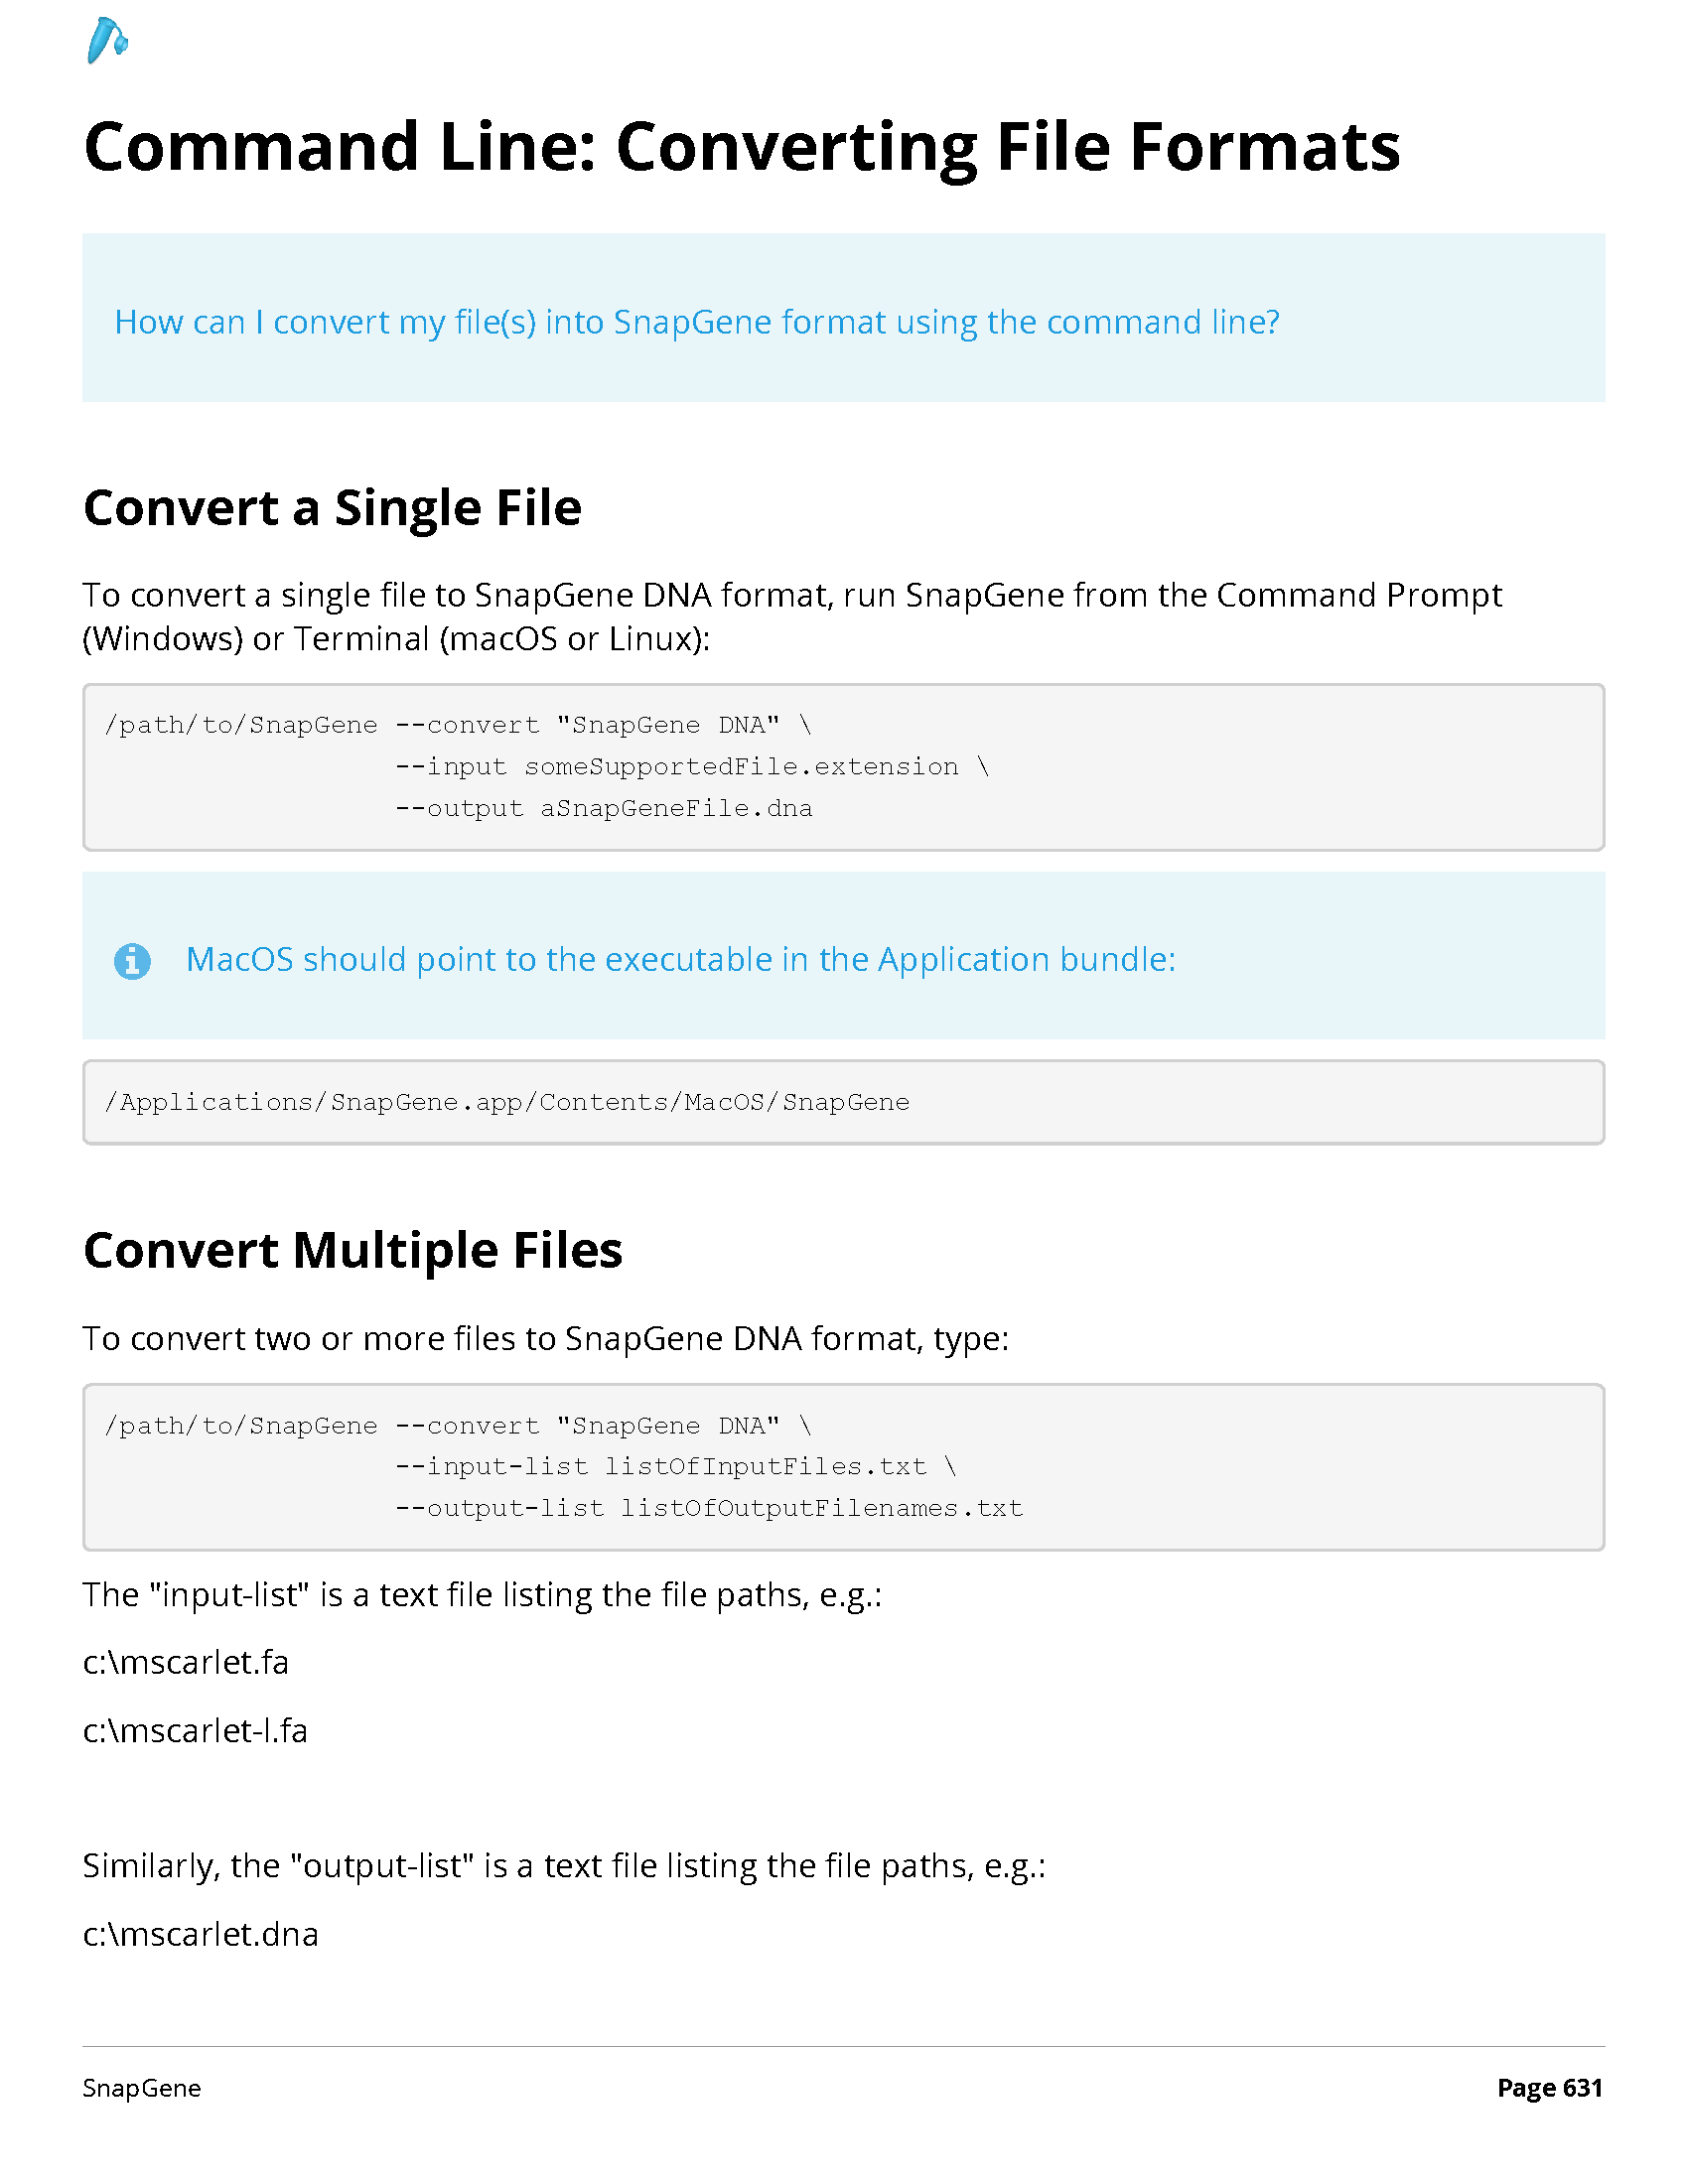 Command Line: Converting File Formats
How can I convert my file(s) into SnapGene format using the command line?
Convert a Single File
To convert a single file to SnapGene DNA format, run SnapGene from the Command Prompt
(Windows) or Terminal (macOS or Linux):
/path/to/SnapGene --convert "SnapGene DNA" \
--input someSupportedFile.extension \
--output aSnapGeneFile.dna
MacOS should point to the executable in the Application bundle:
/Applications/SnapGene.app/Contents/MacOS/SnapGene
Convert Multiple Files
To convert two or more files to SnapGene DNA format, type:
/path/to/SnapGene --convert "SnapGene DNA" \
--input-list listOfInputFiles.txt \
--output-list listOfOutputFilenames.txt
The "input-list" is a text file listing the file paths, e.g.:
c:\mscarlet.fa
c:\mscarlet-l.fa
Similarly, the "output-list" is a text file listing the file paths, e.g.:
c:\mscarlet.dna
SnapGene
Page 631